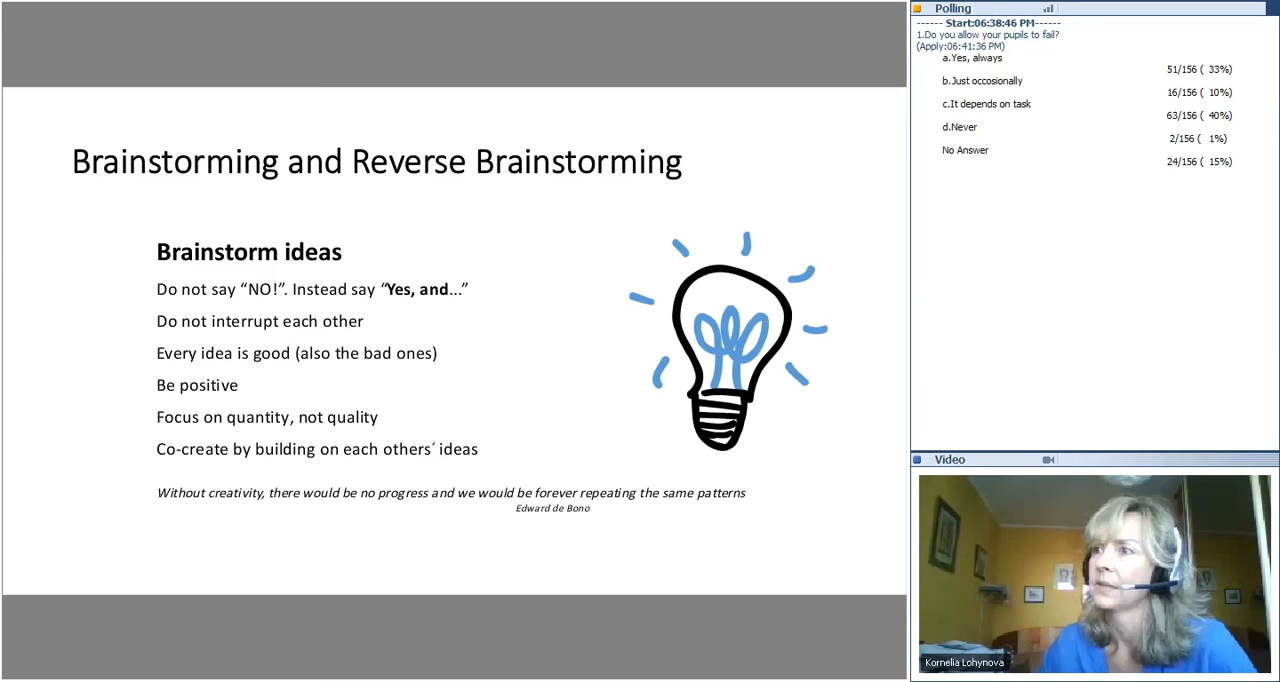 Brainstorming and Reverse Brainstorming
Brainstorm ideas
Do not say “NO!”. Instead say “Yes, and...”
Do not interrupt each other
Every idea is good (also the bad ones)
Be positive
Focus on quantity, not quality
Co-create by building on each others´ ideas
Without creativity, there would be no progress and we would be forever repeating the same patterns
Edward de Bono
Polling
------ Start:06:38:46 PM------
1.Do you allow your pupils to fail?
(Apply:06:41:36 PM)
a.Yes, always
51/156 ( 33%)
b.Just occosionally
16/156 ( 10%)
c.It depends on task
63/156 ( 40%)
d.Never
2/156 ( 1%)
No Answer
24/156 ( 15%)
Video
Kornelia Lohynova